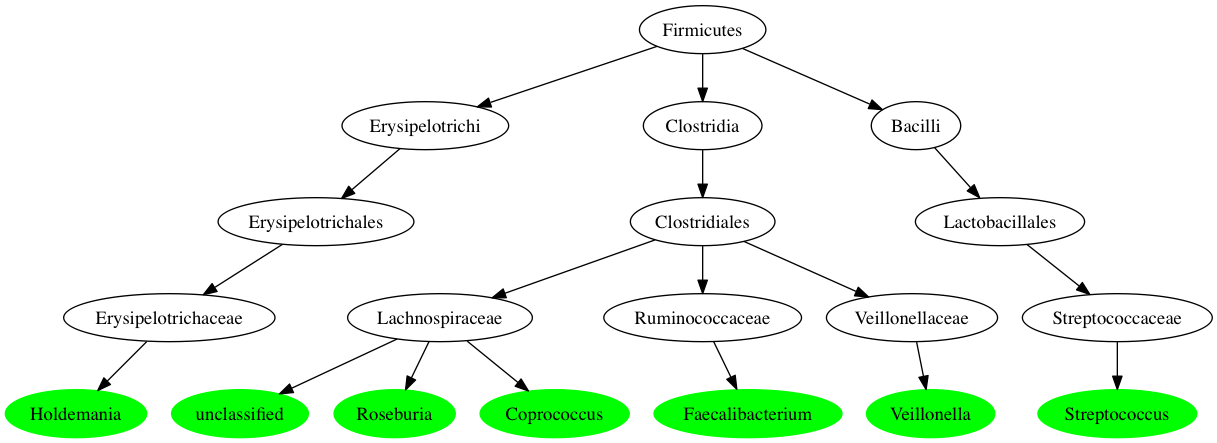 Firmicutes
Erysipelotrichi
Clostridia
Bacilli
Erysipelotrichales
Clostridiales
Lactobacillales
Erysipelotrichaceae
Lachnospiraceae
Ruminococcaceae
Veillonellaceae
Streptococcaceae
Holdemania
unclassified
Roseburia
Coprococcus
Faecalibacterium
Veillonella
Streptococcus